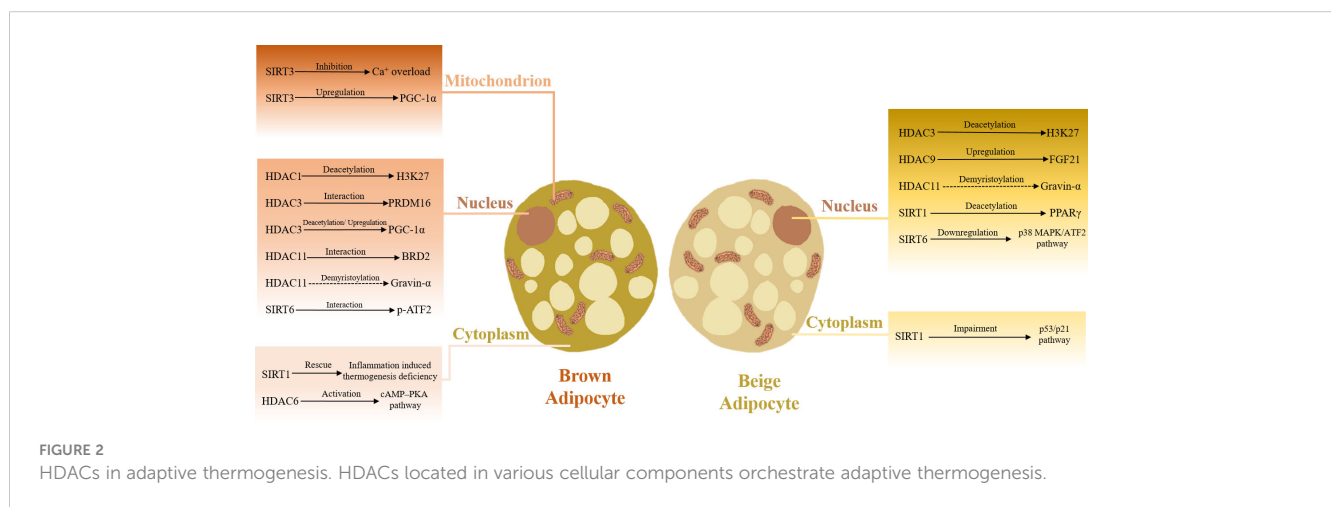 SIRT3 Inhibition Ca⁺ overload
SIRT3 Upregulation PGC-1α
Mitochondrion
HDAC1 Deacetylation H3K27
HDAC3 Interaction PRDM16
HDAC3 Deacetylation/ Upregulation PGC-1α
HDAC11 Interaction BRD2
HDAC11 Demyristoylation Gravin-α
SIRT6 Interaction p-ATF2
Nucleus
SIRT1 Rescue Inflammation induced
thermogenesis deficiency
HDAC6 Activation cAMP–PKA
pathway
Cytoplasm
Brown
Adipocyte
HDAC3 Deacetylation H3K27
HDAC9 Upregulation FGF21
HDAC11 Demyristoylation Gravin-α
SIRT1 Deacetylation PPARγ
SIRT6 Downregulation p38 MAPK/ATF2
pathway
Nucleus
SIRT1 Impairment p53/p21
pathway
Cytoplasm
Beige
Adipocyte
FIGURE 2
HDACs in adaptive thermogenesis. HDACs located in various cellular components orchestrate adaptive thermogenesis.